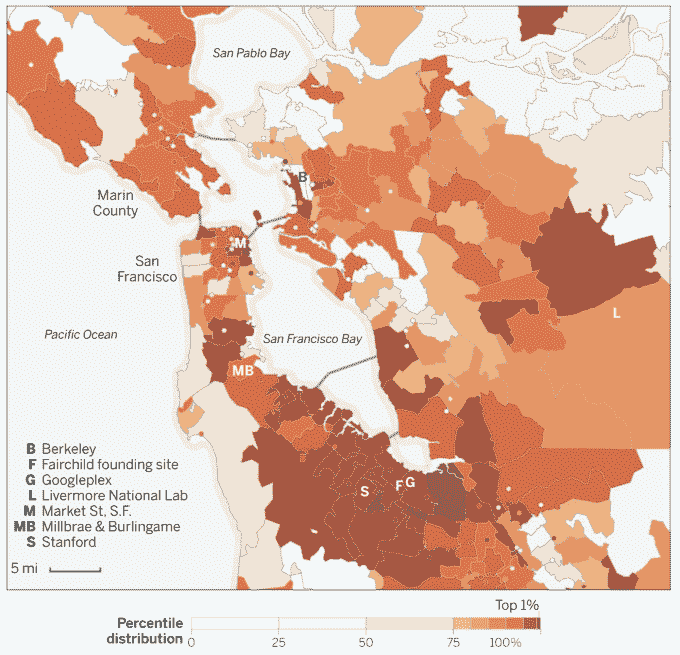 San Pablo Bay
B
Marin
County
M
San
Francisco
L
Pacific Ocean
San Francisco Bay
MB
B Berkeley
F Fairchild founding site
G Googleplex
L Livermore National Lab
M Market St, S.F.
MB Millbrae & Burlingame
S Stanford
S
F G
5 mi
Top 1%
Percentile
distribution
0 25 50 75 100%